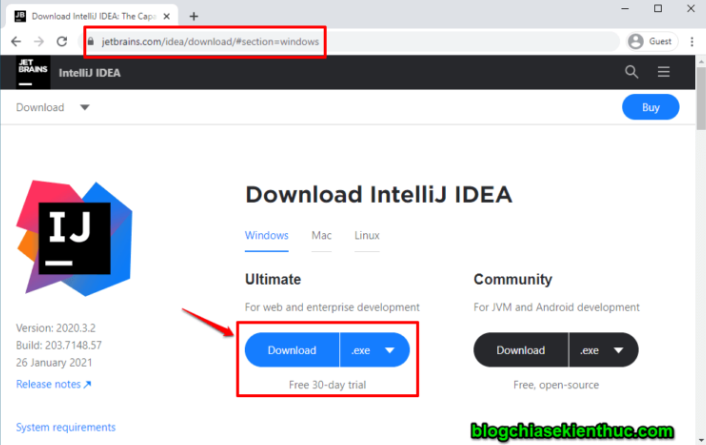 JB
Download IntelliJ IDEA: The Capa
jetbrains.com/idea/download/#section=windows
Guest
JET
BRAINS
IntelliJ IDEA
Download
Buy
IJ
Download IntelliJ IDEA
Windows Mac Linux
Ultimate
For web and enterprise development
Download .exe
Free 30-day trial
Community
For JVM and Android development
Download .exe
Free, open-source
Version: 2020.3.2
Build: 203.7148.57
26 January 2021
Release notes
System requirements
blogchiasekienthuc.com